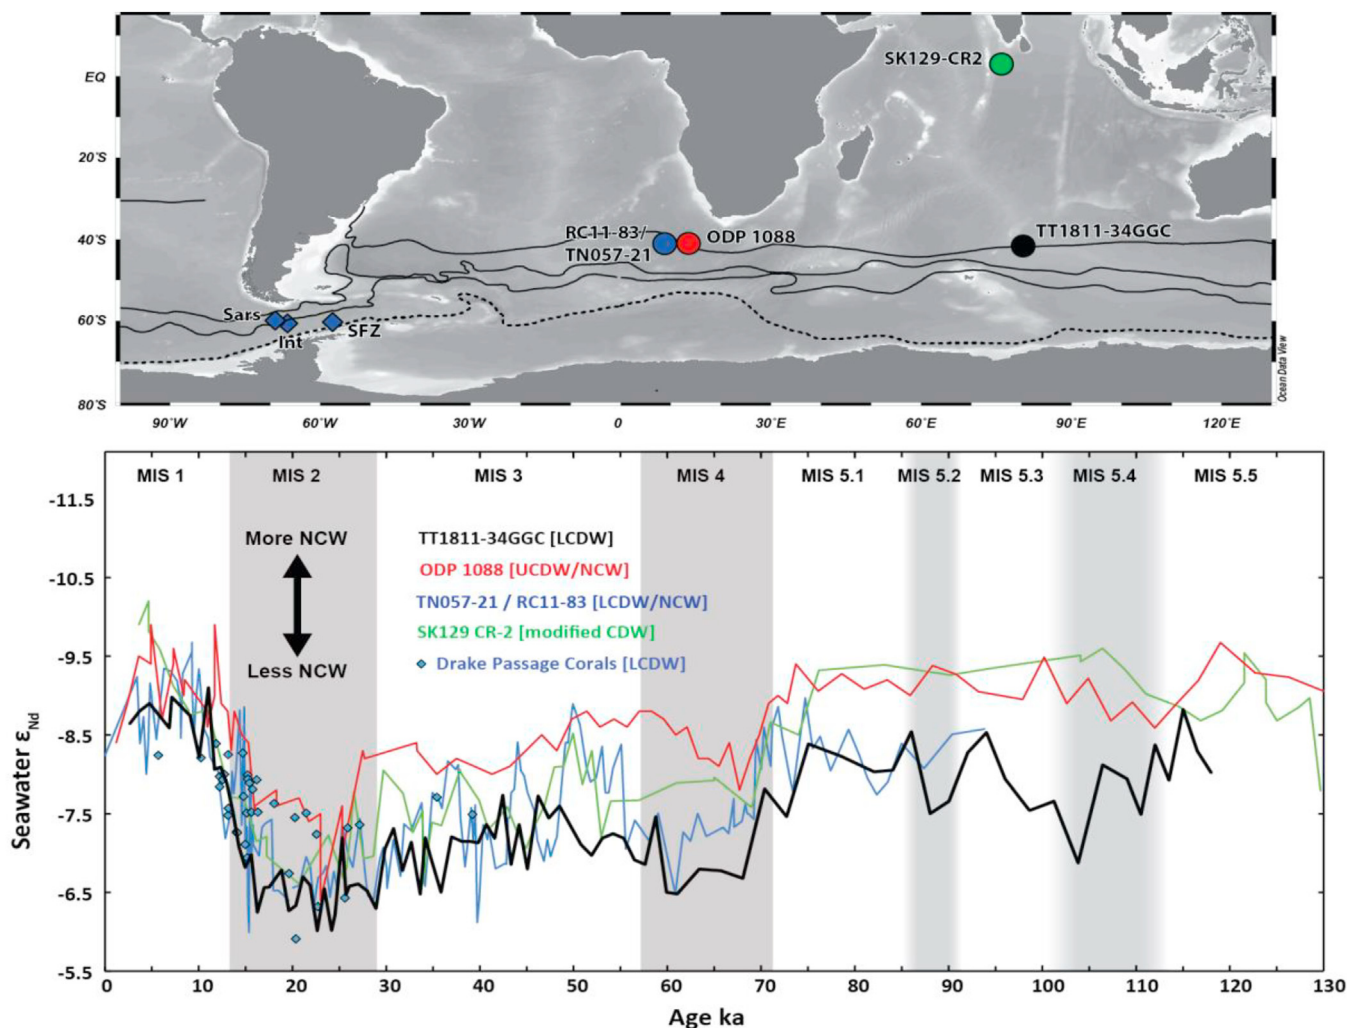 SK129-CR2
EQ
20°S
RC11-83/
TN057-21
ODP 1088
TT1811-34GGC
40°S
Sars
Int
SFZ
60°S
80°S
Ocean Data View
90°W
60°W
30°W
0
30°E
60°E
90°E
120°E
MIS 1
MIS 2
MIS 3
MIS 4
MIS 5.1
MIS 5.2
MIS 5.3
MIS 5.4
MIS 5.5
-11.5
-10.5
-9.5
-8.5
-7.5
-6.5
-5.5
Seawater εNd
More NCW
Less NCW
TT1811-34GGC [LCDW]
ODP 1088 [UCDW/NCW]
TN057-21 / RC11-83 [LCDW/NCW]
SK129 CR-2 [modified CDW]
Drake Passage Corals [LCDW]
0
10
20
30
40
50
60
70
80
90
100
110
120
130
Age ka